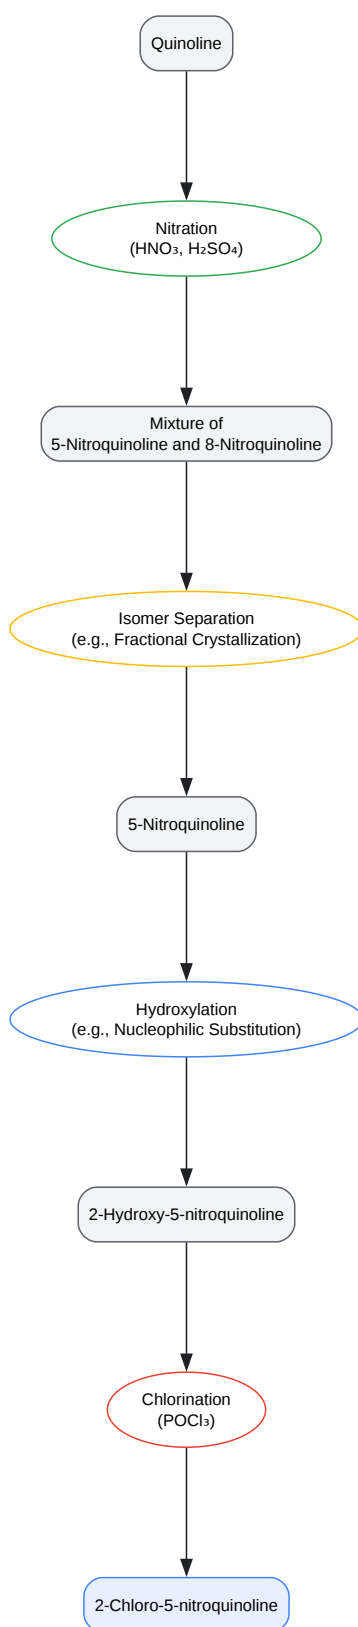 Quinoline
Nitration
(HNO₃, H₂SO₄)
Mixture of
5-Nitroquinoline and 8-Nitroquinoline
Isomer Separation
(e.g., Fractional Crystallization)
5-Nitroquinoline
Hydroxylation
(e.g., Nucleophilic Substitution)
2-Hydroxy-5-nitroquinoline
Chlorination
(POCl₃)
2-Chloro-5-nitroquinoline